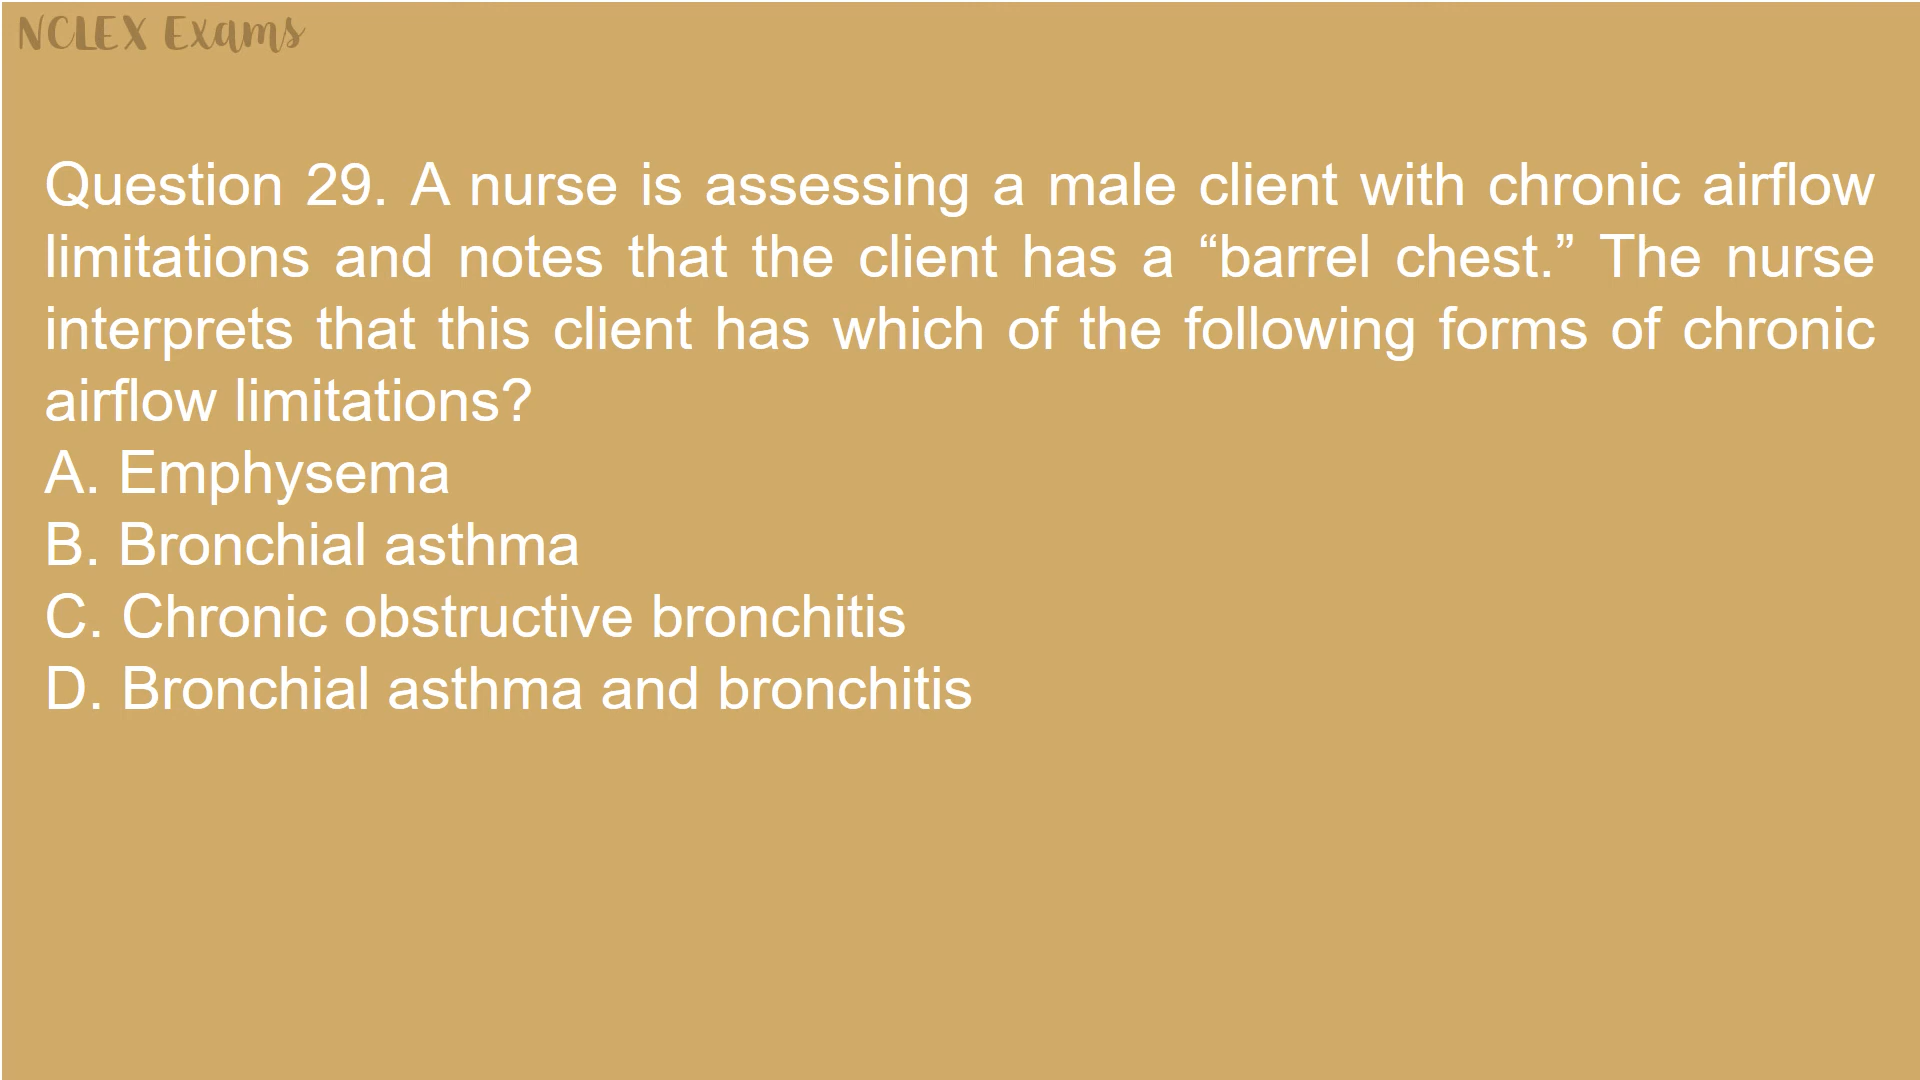 NCLEX Exams
Question 29. A nurse is assessing a male client with chronic airflow
limitations and notes that the client has a “barrel chest.” The nurse
interprets that this client has which of the following forms of chronic
airflow limitations?
A. Emphysema
B. Bronchial asthma
C. Chronic obstructive bronchitis
D. Bronchial asthma and bronchitis